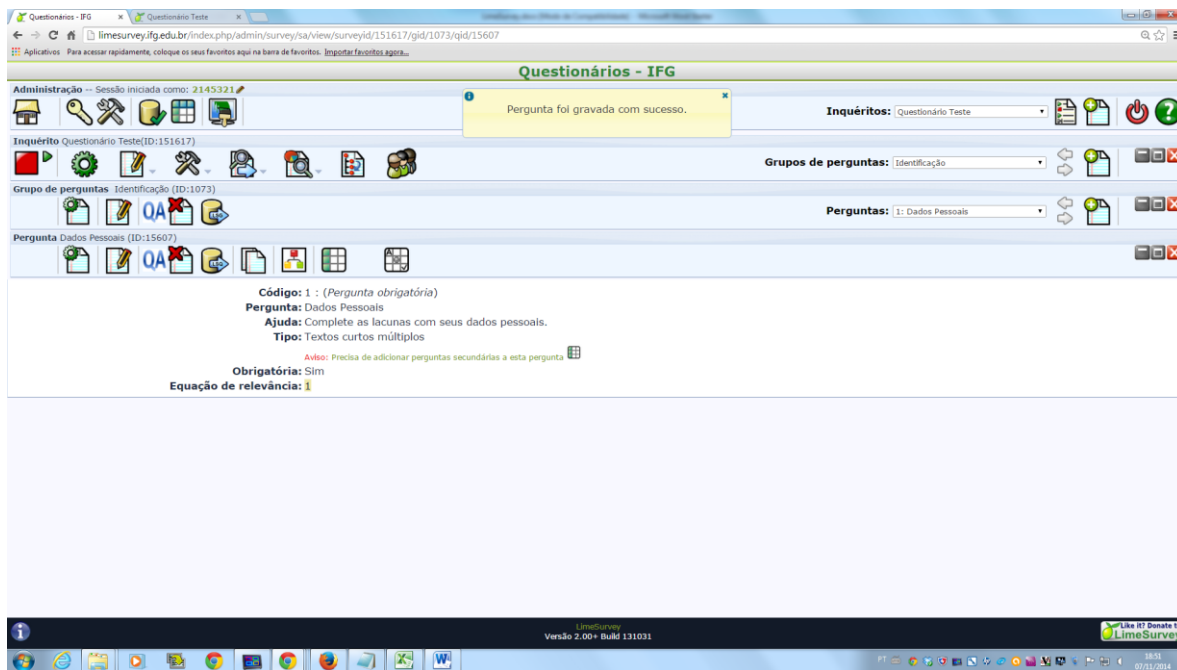 Questionários - IFG
Questionário Teste
limesurvey.ifg.edu.br/index.php/admin/survey/sa/view/surveyid/151617/gid/1073/qid/15607
Aplicativos Para acessar rapidamente, coloque os seus favoritos aqui na barra de favoritos. Importar favoritos agora...
Questionários - IFG
Administração -- Sessão iniciada como: 2145321
Pergunta foi gravada com sucesso.
Inquéritos: Questionário Teste
Inquérito Questionário Teste(ID:151617)
Grupos de perguntas: Identificação
Grupo de perguntas Identificação (ID:1073)
QA
Perguntas: 1: Dados Pessoais
Pergunta Dados Pessoais (ID:15607)
QA
Código: 1 : (Pergunta obrigatória)
Pergunta: Dados Pessoais
Ajuda: Complete as lacunas com seus dados pessoais.
Tipo: Textos curtos múltiplos
Aviso: Precisa de adicionar perguntas secundárias a esta pergunta
Obrigatória: Sim
Equação de relevância: 1
LimeSurvey
Versão 2.00+ Build 131031
Like it? Donate t
LimeSurve
PT
18:51
07/11/2014